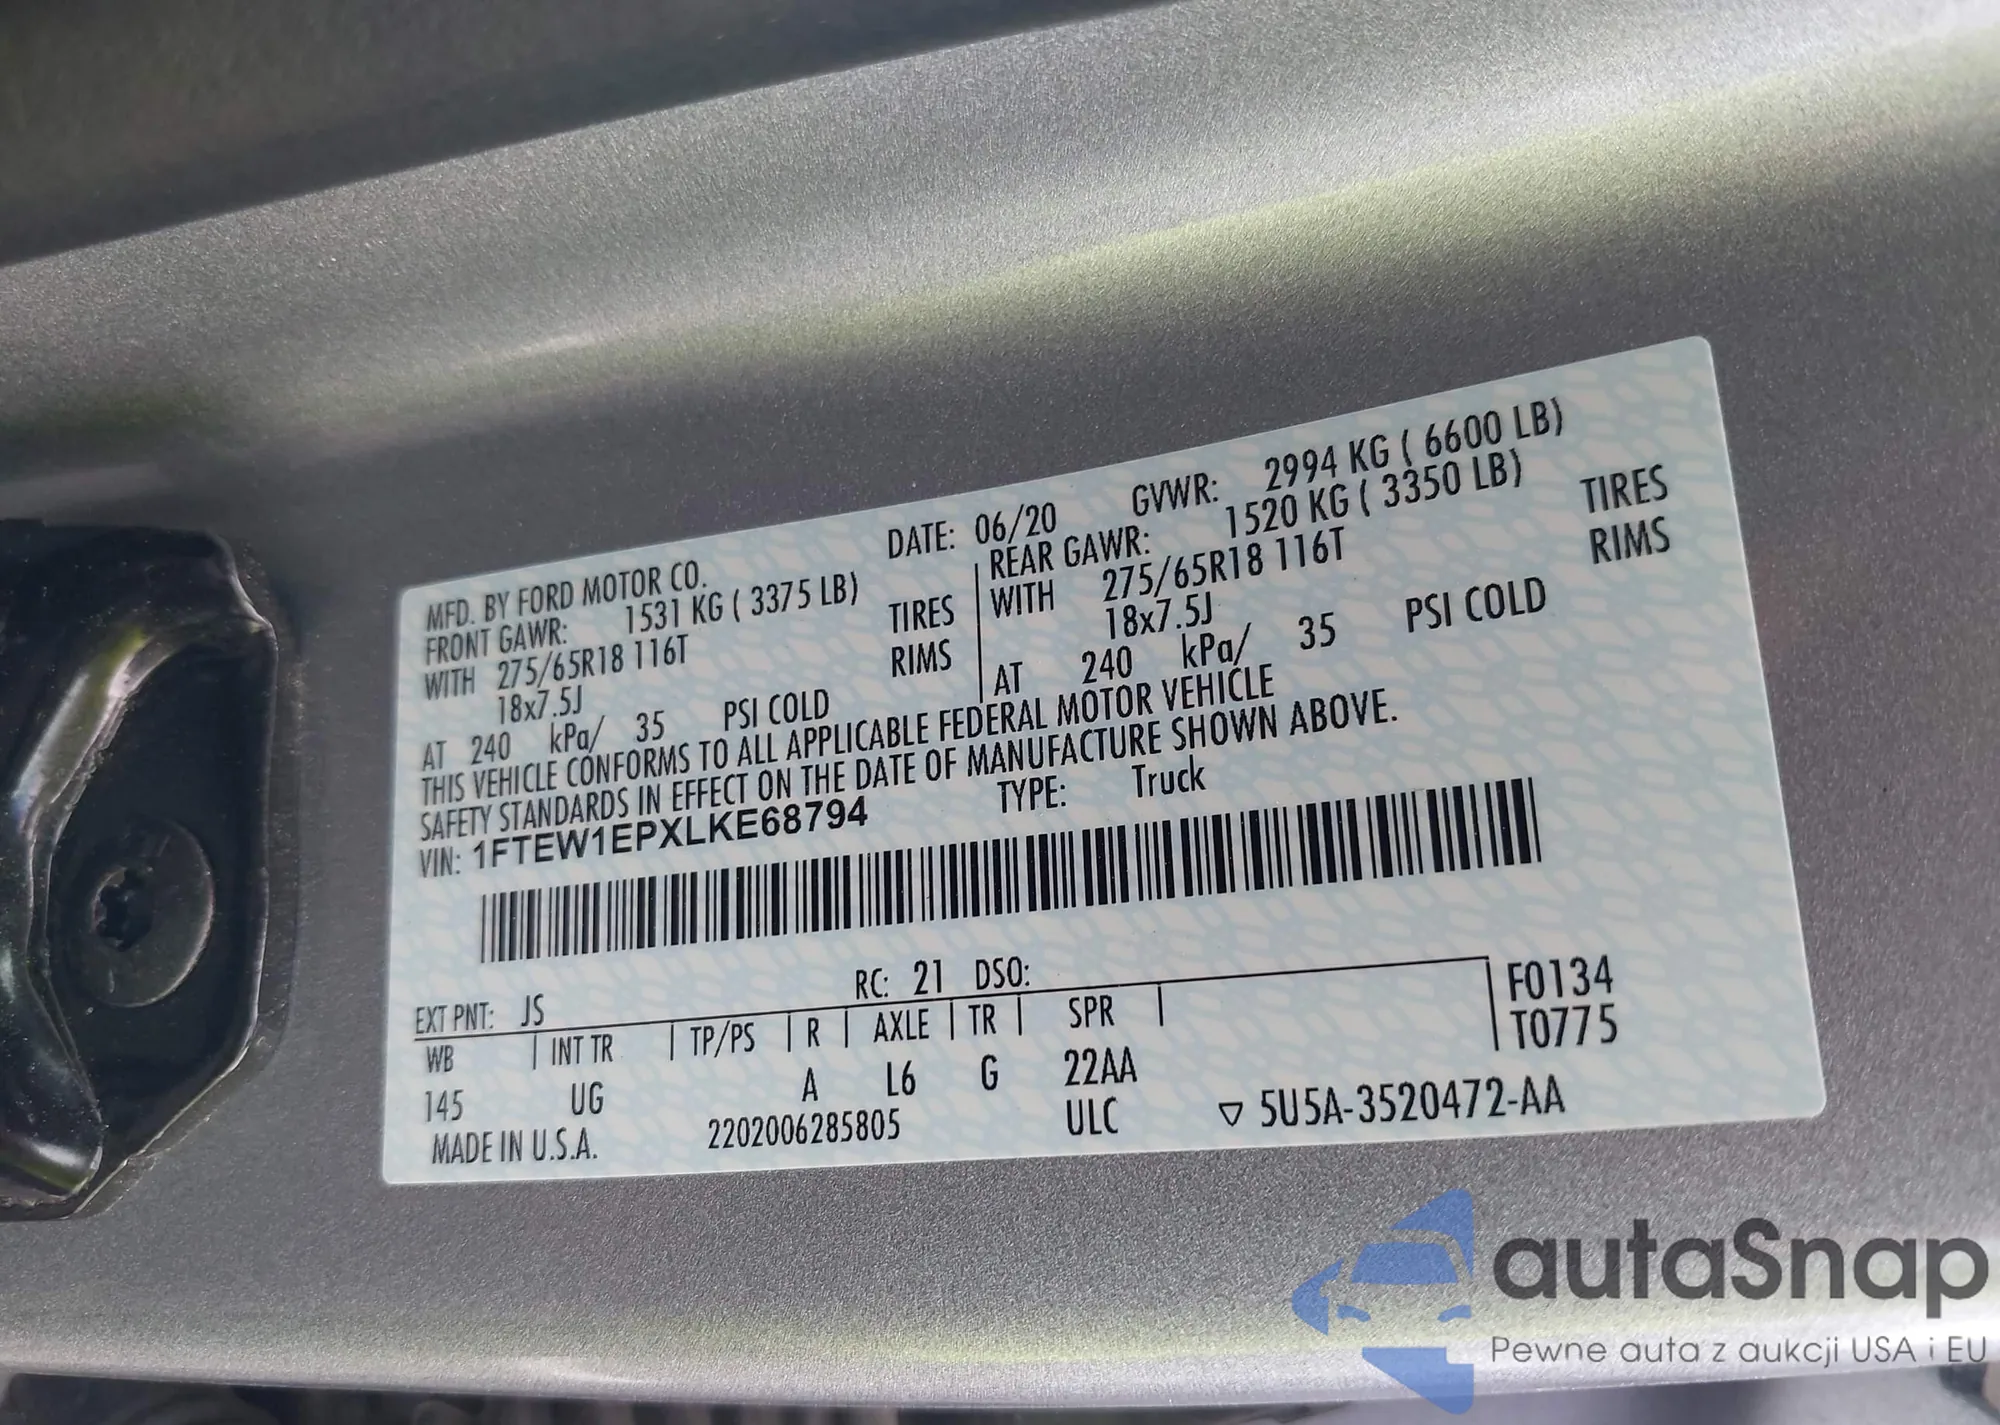 MFD. BY FORD MOTOR CO. DATE: 06/20 GVWR: 2994 KG ( 6600 LB)
FRONT GAWR: 1531 KG ( 3375 LB) REAR GAWR: 1520 KG ( 3350 LB)
WITH 275/65R18 116T TIRES WITH 275/65R18 116T TIRES
18x7.5J RIMS 18x7.5J RIMS
AT 240 kPa/ 35 PSI COLD AT 240 kPa/ 35 PSI COLD
THIS VEHICLE CONFORMS TO ALL APPLICABLE FEDERAL MOTOR VEHICLE
SAFETY STANDARDS IN EFFECT ON THE DATE OF MANUFACTURE SHOWN ABOVE.
VIN: 1FTEW1EPXLKE68794 TYPE: Truck
EXT PNT: JS RC: 21 DSO: F0134
WB INT TR TP/PS R AXLE TR SPR T0775
145 UG A L6 G 22AA
MADE IN U.S.A. 2202006285805 ULC ▽ 5U5A-3520472-AA
autaSnap
Pewne auta z aukcji USA i EU